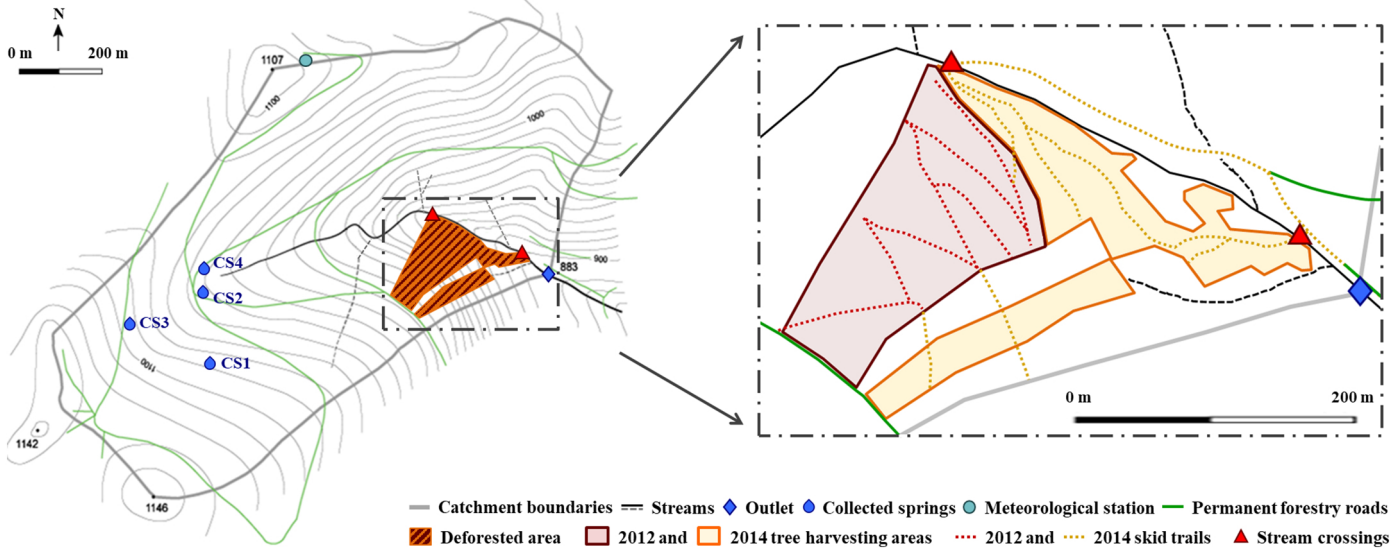 N
0 m 200 m
1107
1100
1000
CS4
CS2
CS3
CS1
1100
883
900
1142
1146
0 m 200 m
Catchment boundaries Streams Outlet Collected springs Meteorological station Permanent forestry roads
Deforested area 2012 and 2014 tree harvesting areas 2012 and 2014 skid trails Stream crossings